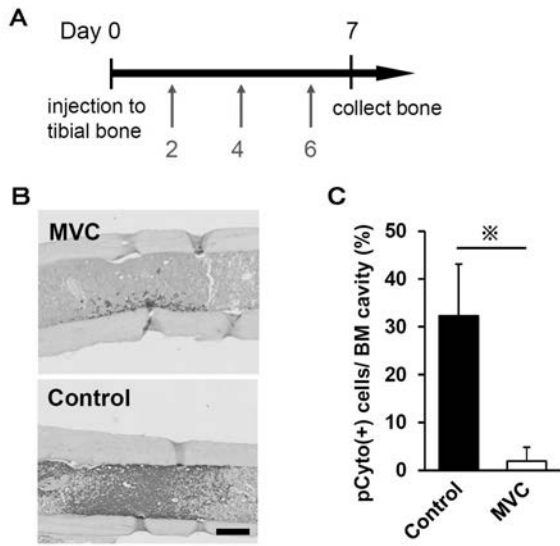 A
Day 0
7
injection to
tibial bone
2
4
6
collect bone
B
MVC
Control
C
pCyto(+) cells/ BM cavity (%)
50
40
30
20
10
0
※
Control
MVC